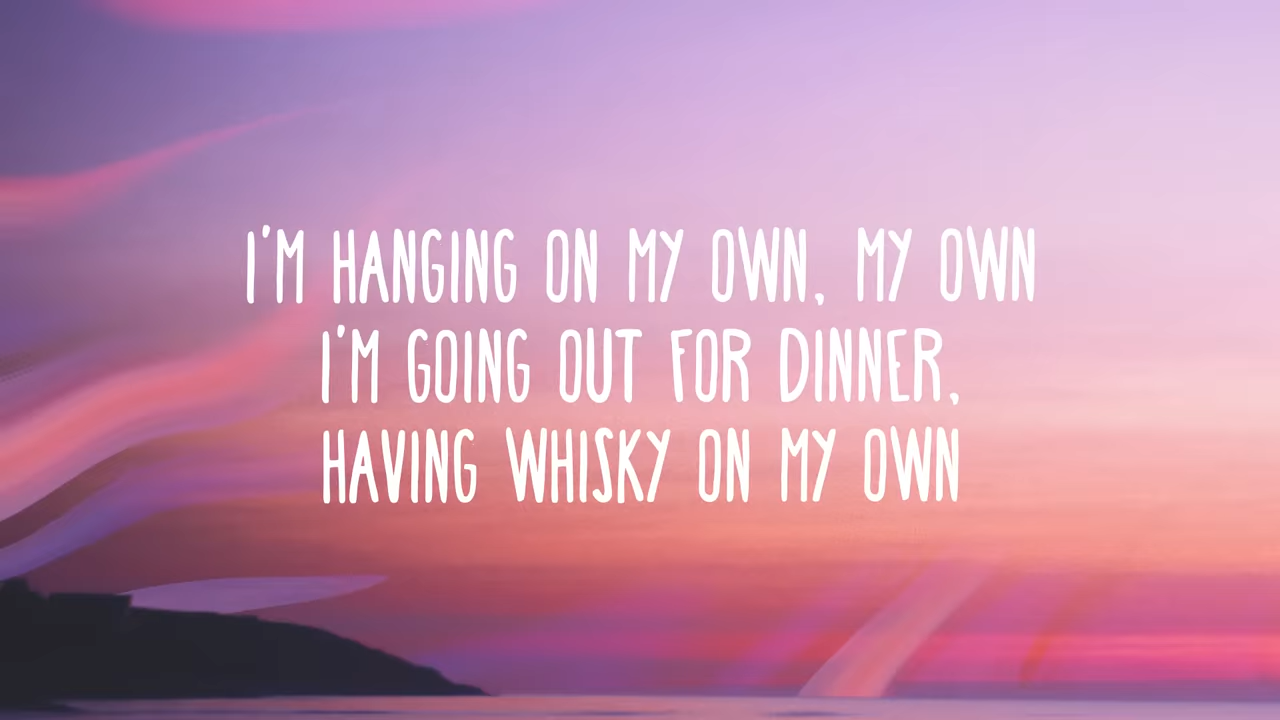 I'M HANGING ON MY OWN, MY OWN
I'M GOING OUT FOR DINNER,
HAVING WHISKY ON MY OWN